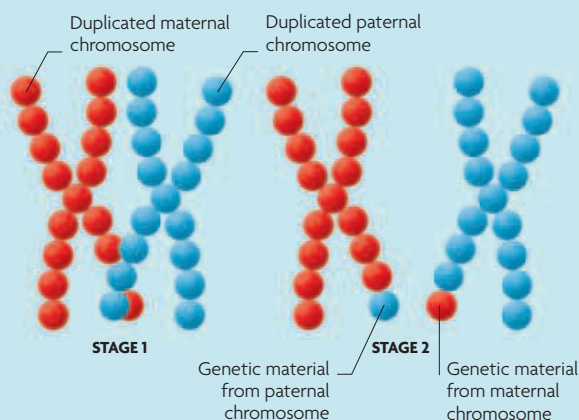 Duplicated maternal
chromosome
Duplicated paternal
chromosome
STAGE 1
STAGE 2
Genetic material
from paternal
chromosome
Genetic material
from maternal
chromosome